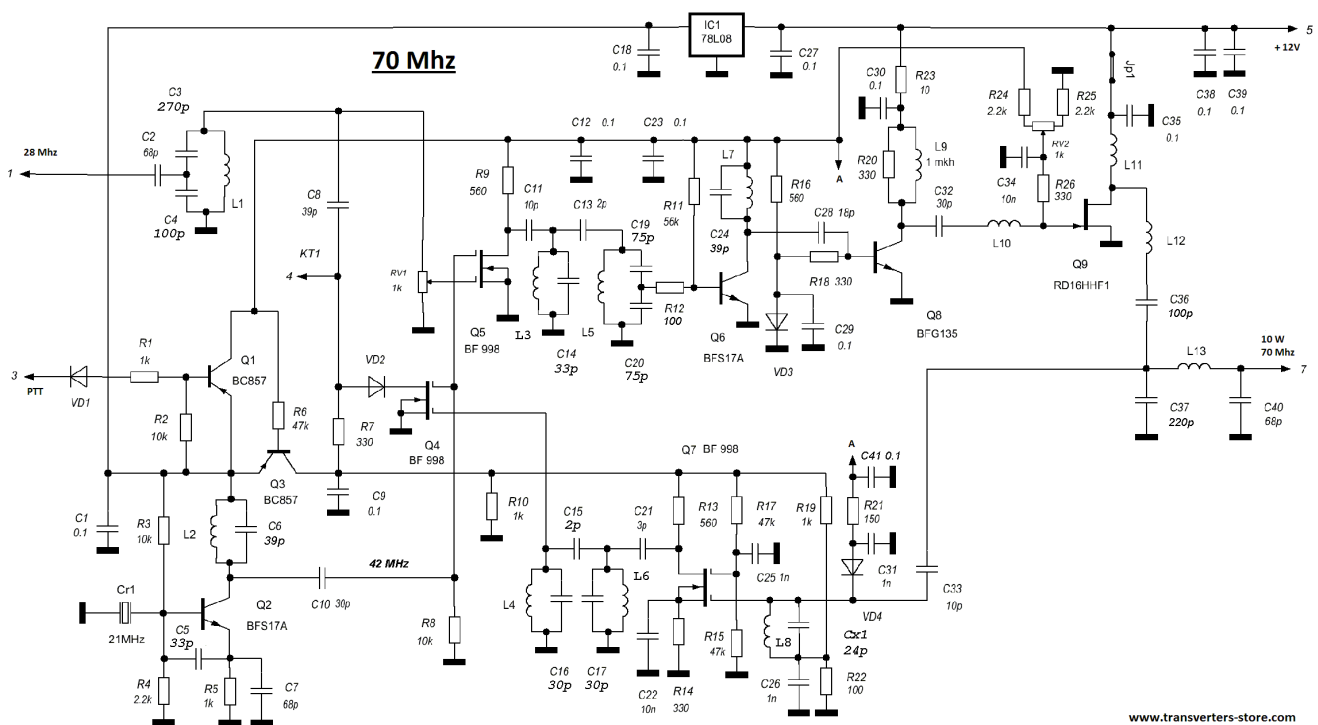 IC1
78L08
5
+ 12V
70 Mhz
C18
0.1
C27
0.1
C30
0.1
R23
10
Jp1
C38
0.1
C39
0.1
C3
270p
R24
2.2k
R25
2.2k
C35
0.1
C2
68p
28 Mhz
1
C12 0.1
C23 0.1
RV2
1k
L7
L9
1 mkh
R20
330
L11
R9
560
C11
10p
R16
560
A
C34
10n
R26
330
C8
39p
L1
C4
100p
C13 2p
C19
75p
R11
56k
C28 18p
C32
30p
C24
39p
L10
L12
KT1
4
RV1
1k
R18 330
Q9
RD16HHF1
R12
100
Q5
BF 998
L3
L5
Q6
BFS17A
C29
0.1
Q8
BFG135
C36
100p
C14
33p
C20
75p
VD3
R1
1k
Q1
BC857
VD2
10 W
70 Mhz
L13
7
3
PTT
VD1
R2
10k
R6
47k
R7
330
C37
220p
C40
68p
Q4
BF 998
Q7 BF 998
A
C41 0.1
Q3
BC857
C9
0.1
R10
1k
C15
2p
C21
3p
R13
560
R17
47k
R19
1k
R21
150
C1
0.1
R3
10k
L2
C6
39p
42 MHz
C25 1n
C31
1n
L6
Cr1
21MHz
C10 30p
L4
VD4
C33
10p
Q2
BFS17A
R8
10k
R15
47k
L8
Cx1
24p
C5
33p
C16
30p
C17
30p
R4
2.2k
R5
1k
C7
68p
C22
10n
R14
330
C26
1n
R22
100
www.transverters-store.com